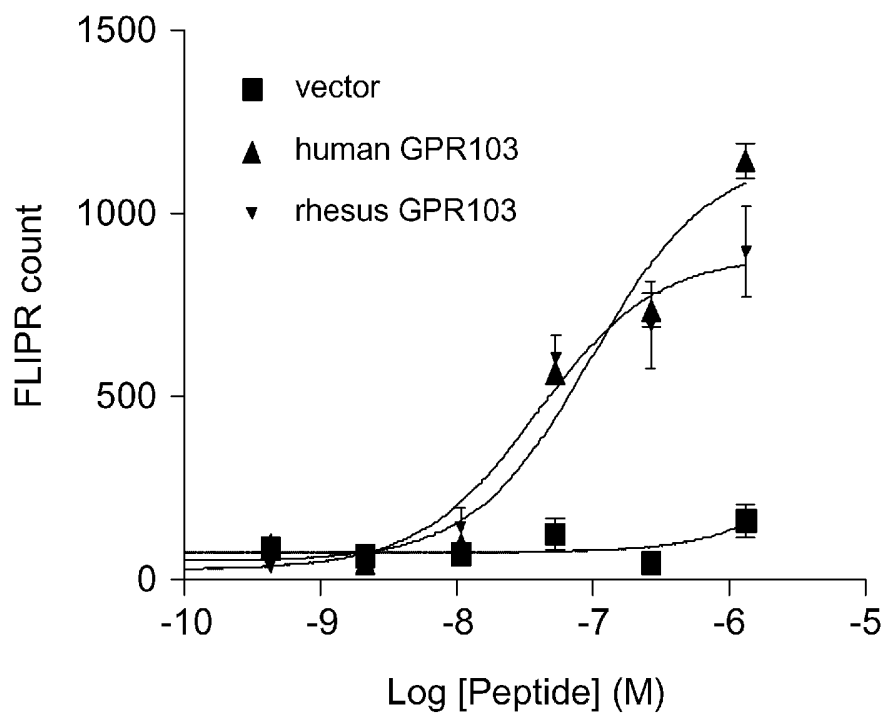 1500
vector
human GPR103
1000
rhesus GPR103
FLIPR count
500
0
-10 -9 -8 -7 -6 -5
Log [Peptide] (M)